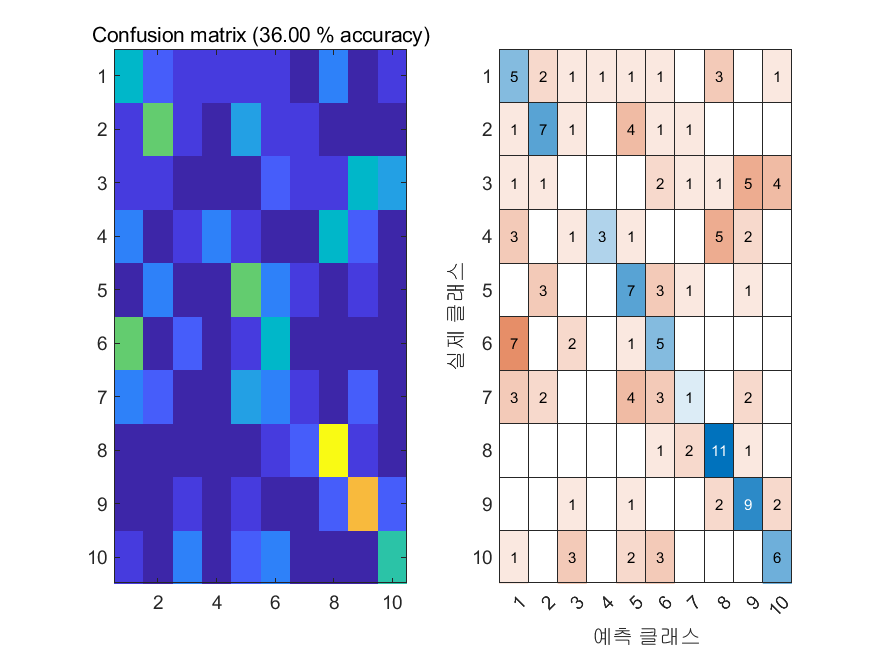 Confusion matrix (36.00 % accuracy)
1
2
3
4
5
6
7
8
9
10
2 4 6 8 10
실제 클래스
1 5 2 1 1 1 1 3 1
2 1 7 1 4 1 1
3 1 1 2 1 1 5 4
4 3 1 3 1 5 2
5 3 7 3 1 1
6 7 2 1 5
7 3 2 4 3 1 2
8 1 2 11 1
9 1 1 2 9 2
10 1 3 2 3 6
1 2 3 4 5 6 7 8 9 10
예측 클래스